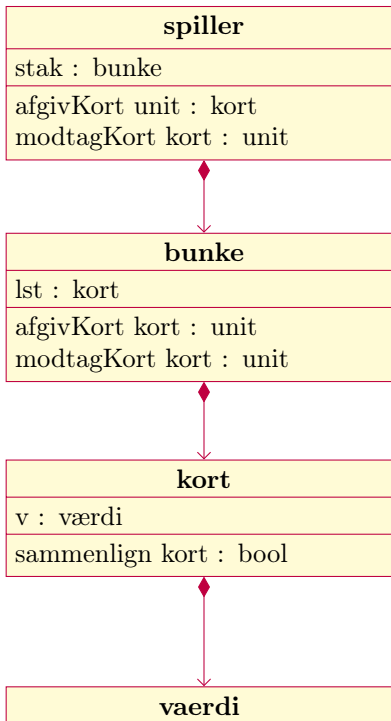 spiller
stak : bunke
afgivKort unit : kort
modtagKort kort : unit
bunke
lst : kort
afgivKort kort : unit
modtagKort kort : unit
kort
v : værdi
sammenlign kort : bool
vaerdi